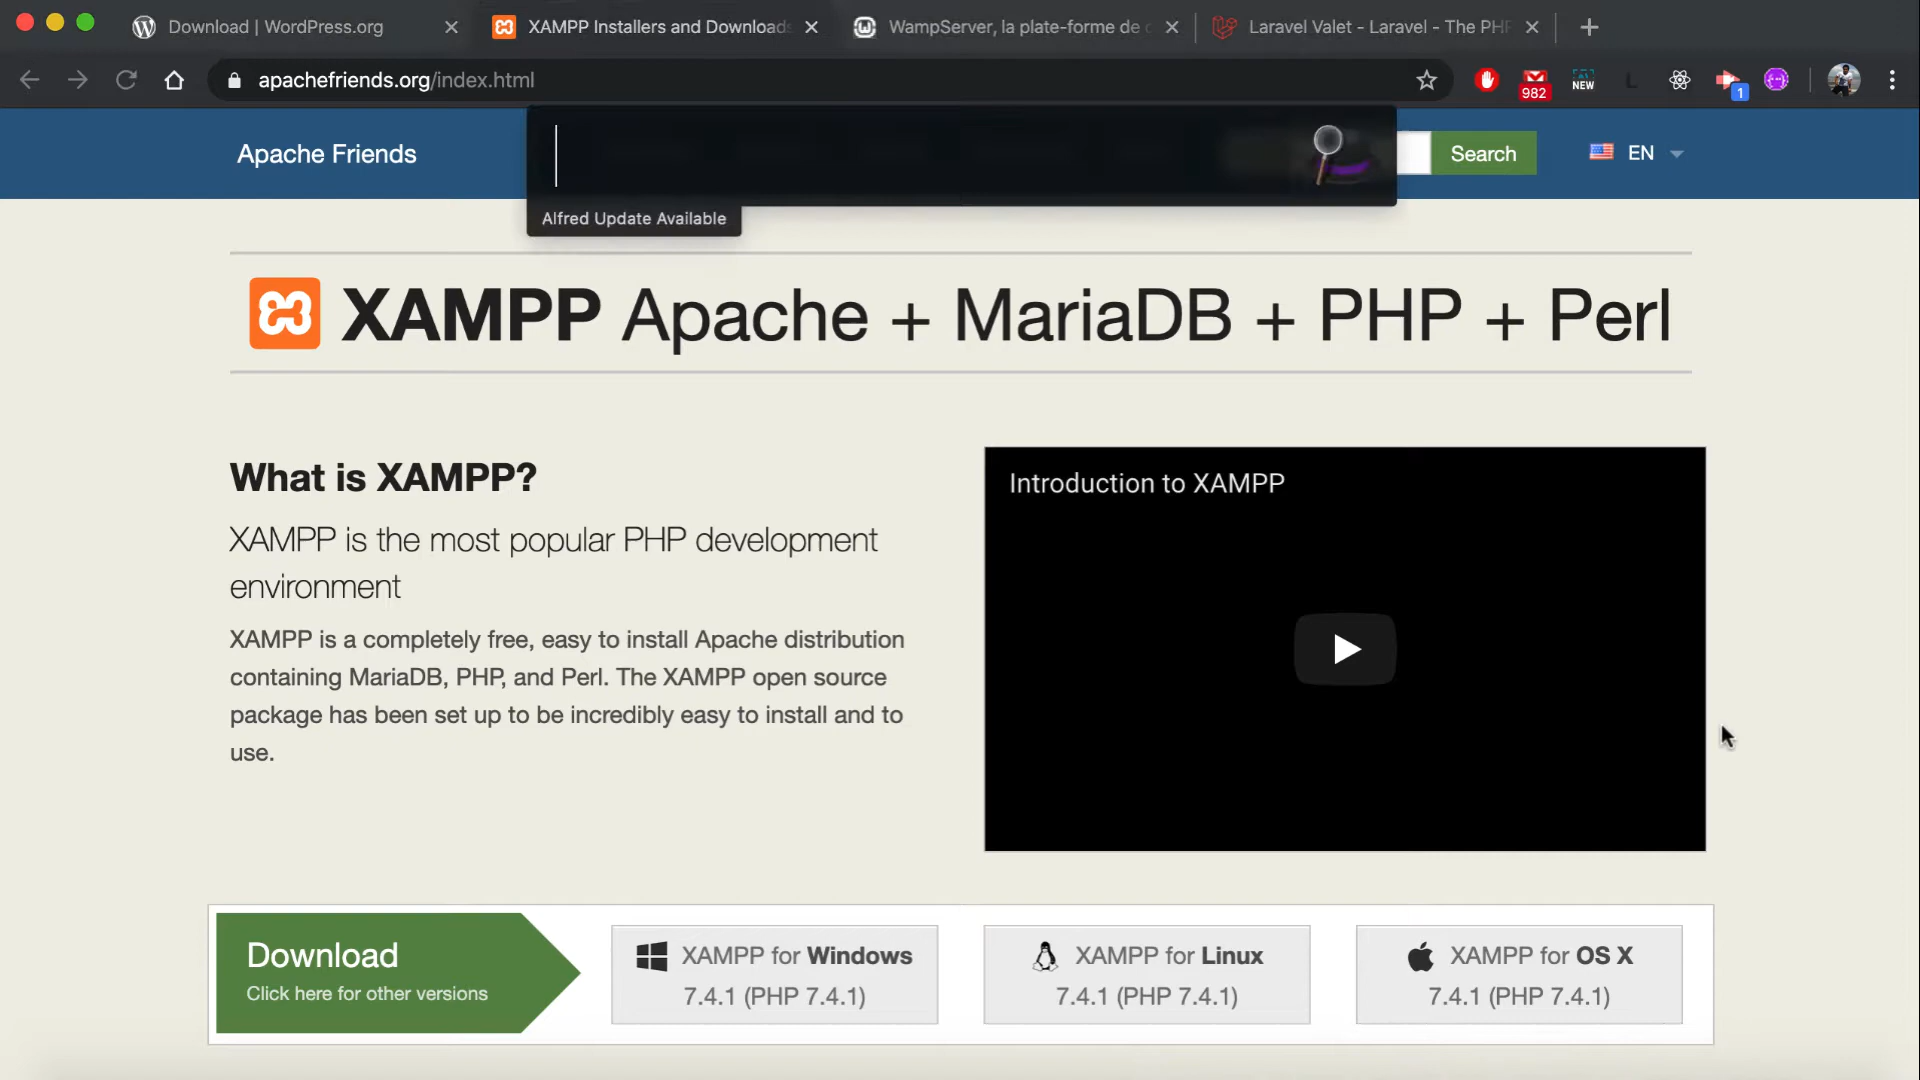 Download | WordPress.org
XAMPP Installers and Downloads
WampServer, la plate-forme de d
Laravel Valet - Laravel - The PHP
apachefriends.org/index.html
982
NEW
L
1
Apache Friends
Search
EN
Alfred Update Available
XAMPP Apache + MariaDB + PHP + Perl
What is XAMPP?
XAMPP is the most popular PHP development
environment
XAMPP is a completely free, easy to install Apache distribution
containing MariaDB, PHP, and Perl. The XAMPP open source
package has been set up to be incredibly easy to install and to
use.
Introduction to XAMPP
Download
Click here for other versions
XAMPP for Windows
7.4.1 (PHP 7.4.1)
XAMPP for Linux
7.4.1 (PHP 7.4.1)
XAMPP for OS X
7.4.1 (PHP 7.4.1)